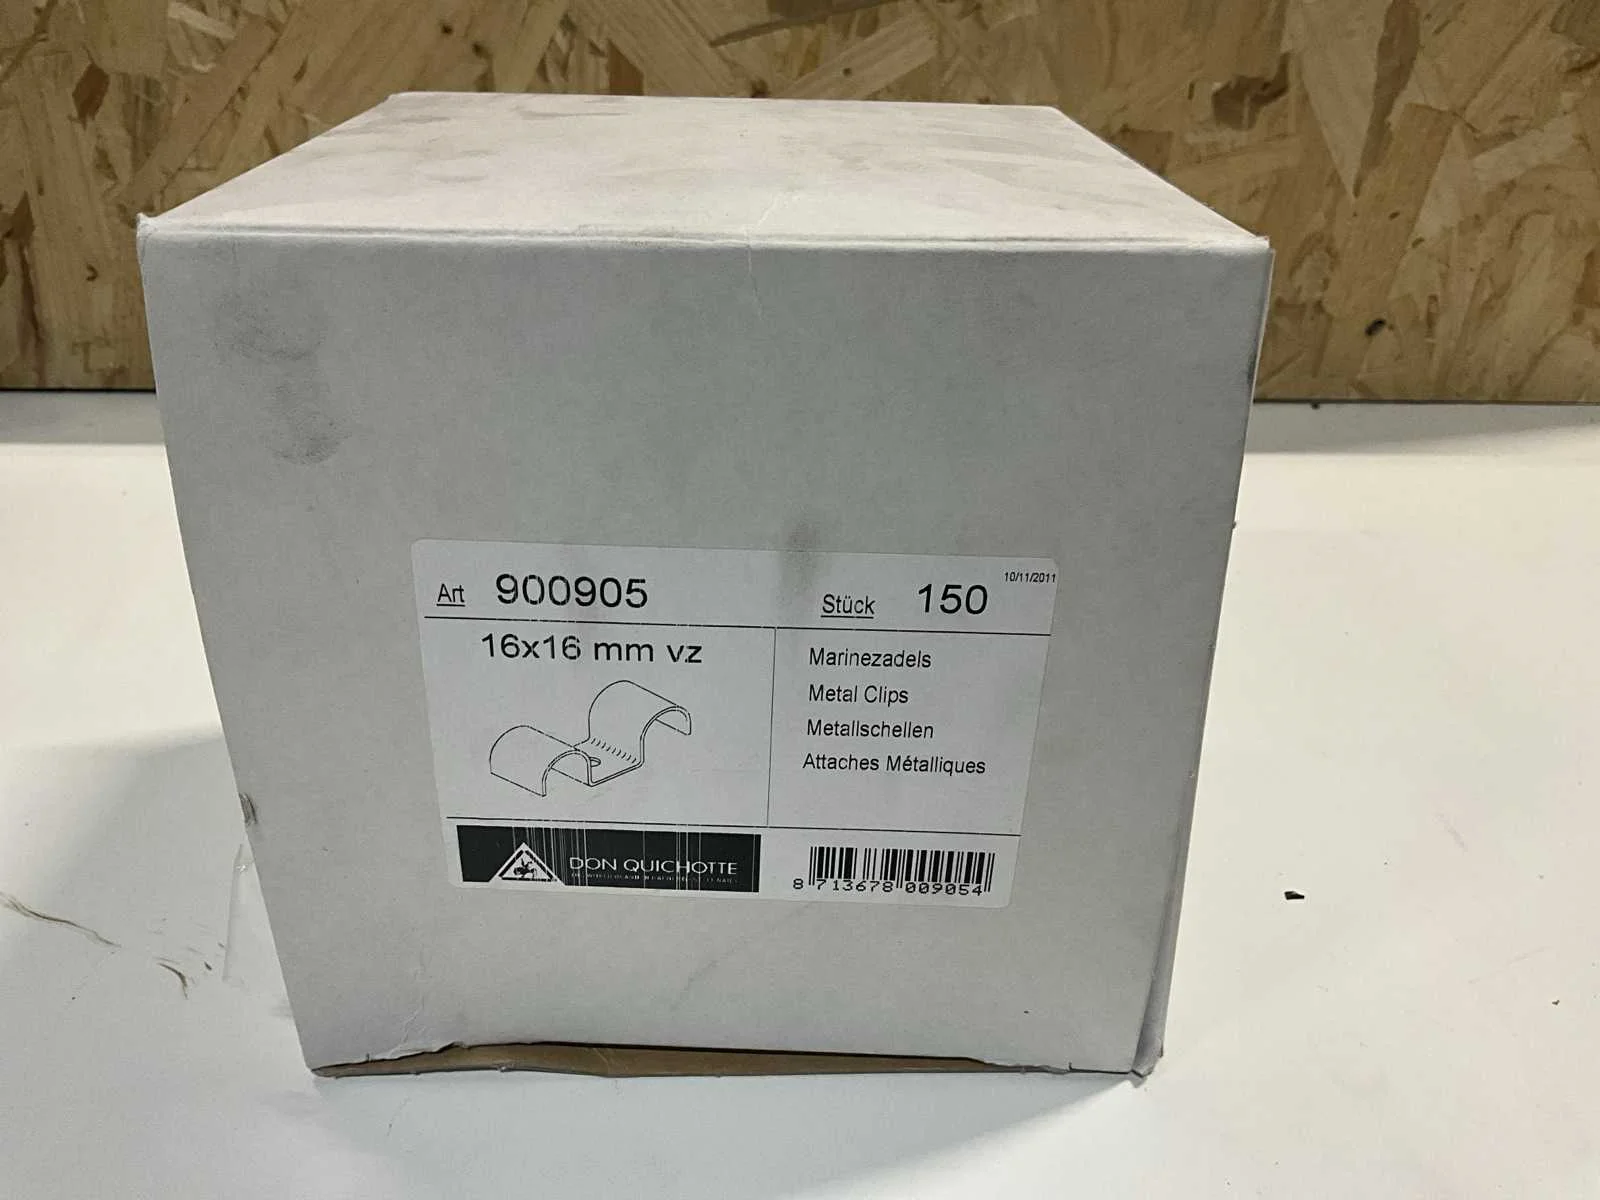 10/11/2011
Art 900905 Stück 150
16x16 mm v.z
Marinezadels
Metal Clips
Metallschellen
Attaches Métalliques
DON QUICHOTTE
8 713678 009054